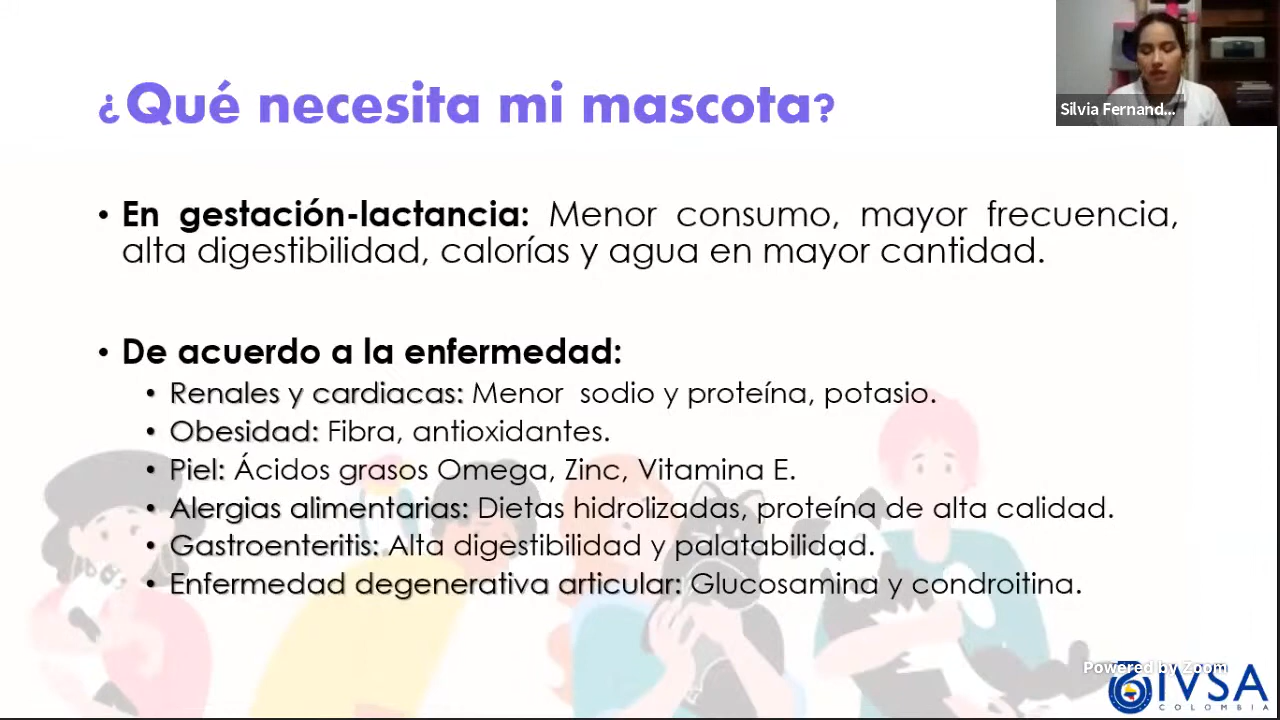 ¿Qué necesita mi mascota?
Silvia Fernand...
• En gestación-lactancia: Menor consumo, mayor frecuencia,
alta digestibilidad, calorías y agua en mayor cantidad.
• De acuerdo a la enfermedad:
• Renales y cardiacas: Menor sodio y proteína, potasio.
• Obesidad: Fibra, antioxidantes.
• Piel: Ácidos grasos Omega, Zinc, Vitamina E.
• Alergias alimentarias: Dietas hidrolizadas, proteína de alta calidad.
• Gastroenteritis: Alta digestibilidad y palatabilidad.
• Enfermedad degenerativa articular: Glucosamina y condroitina.
Powered by Zoom
IVSA
COLOMBIA